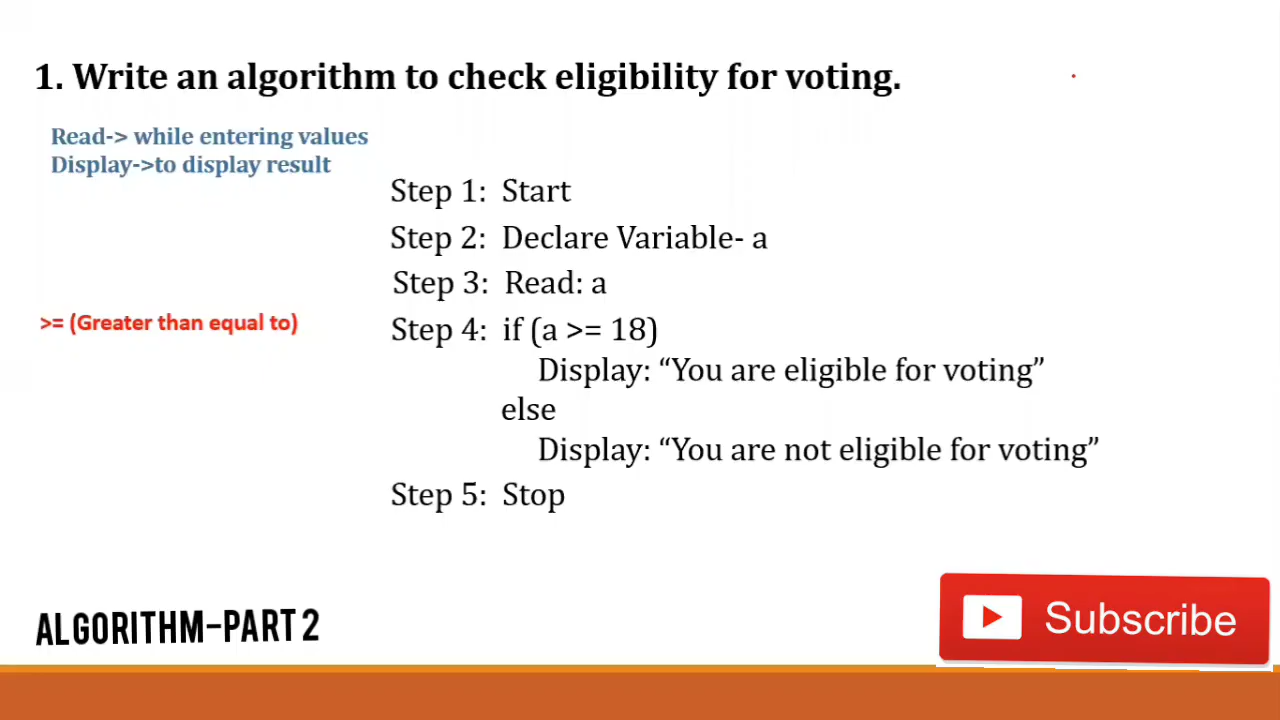 1. Write an algorithm to check eligibility for voting.
Read-> while entering values
Display->to display result
Step 1: Start
Step 2: Declare Variable- a
Step 3: Read: a
>= (Greater than equal to)
Step 4: if (a >= 18)
Display: “You are eligible for voting”
else
Display: “You are not eligible for voting”
Step 5: Stop
ALGORITHM-PART 2
Subscribe